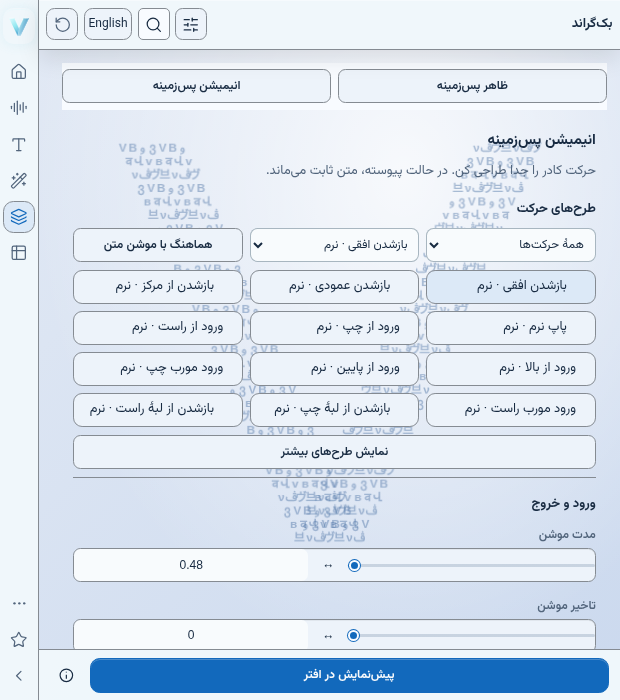 بک‌گراند
English
ظاهر پس‌زمینه
انیمیشن پس‌زمینه
انیمیشن پس‌زمینه
حرکت کادر را جدا طراحی کن. در حالت پیوسته، متن ثابت می‌ماند.
طرح‌های حرکت
همهٔ حرکت‌ها
بازشدن افقی · نرم
هماهنگ با موشن متن
بازشدن افقی · نرم
بازشدن عمودی · نرم
بازشدن از مرکز · نرم
پاپ نرم · نرم
ورود از چپ · نرم
ورود از راست · نرم
ورود از بالا · نرم
ورود از پایین · نرم
ورود مورب چپ · نرم
ورود مورب راست · نرم
بازشدن از لبهٔ چپ · نرم
بازشدن از لبهٔ راست · نرم
نمایش طرح‌های بیشتر
ورود و خروج
مدت موشن
0.48
تاخیر موشن
0
پیش‌نمایش در افتر